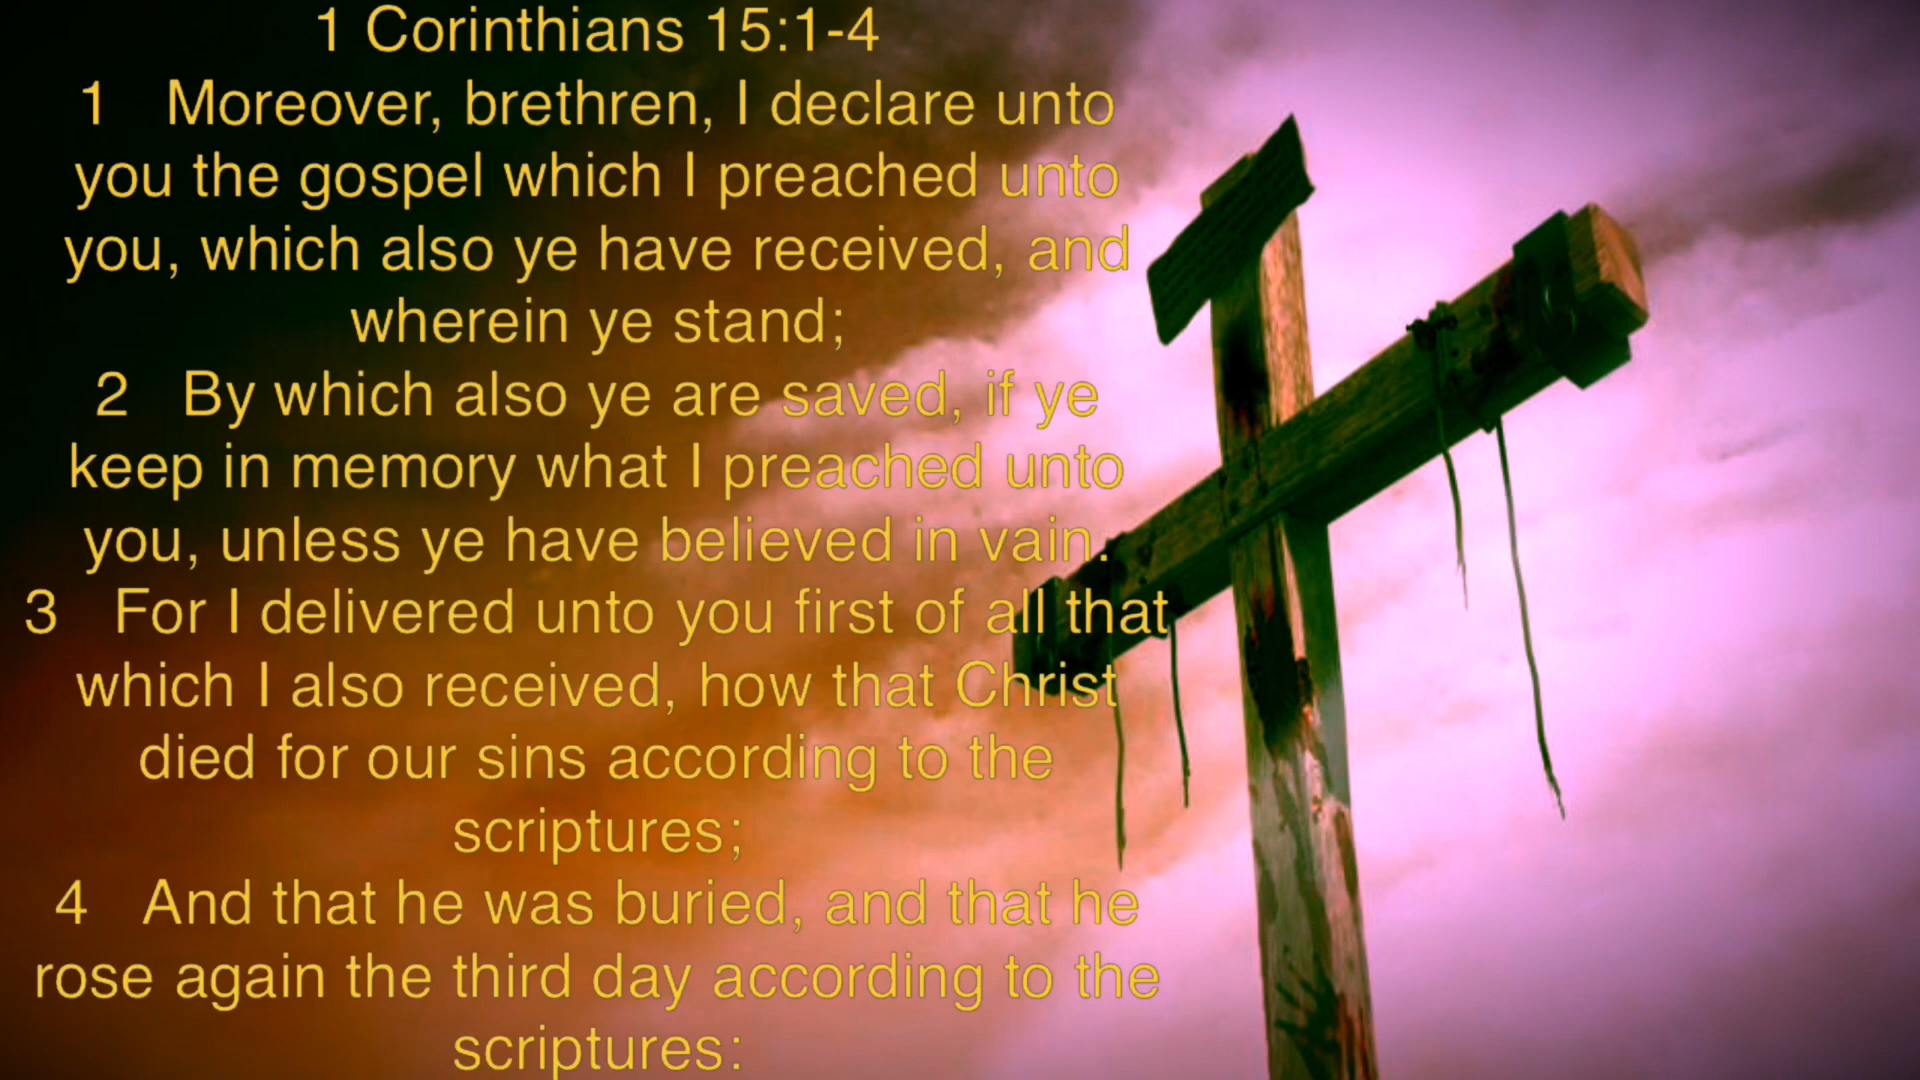 1 Corinthians 15:1-4
1 Moreover, brethren, I declare unto
you the gospel which I preached unto
you, which also ye have received, and
wherein ye stand;
2 By which also ye are saved, if ye
keep in memory what I preached unto
you, unless ye have believed in vain.
3 For I delivered unto you first of all that
which I also received, how that Christ
died for our sins according to the
scriptures;
4 And that he was buried, and that he
rose again the third day according to the
scriptures: